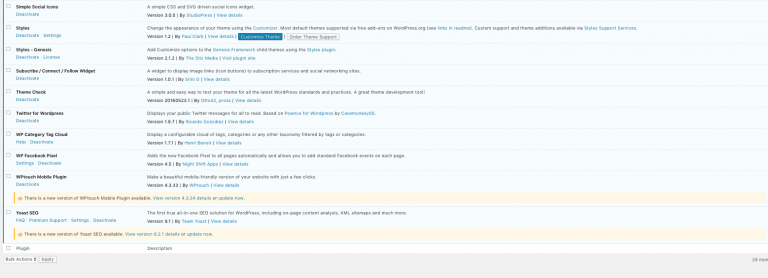 Simple Social Icons
A simple CSS and SVG driven social icons widget.
Deactivate
Version 3.0.0 | By StudioPress | View details
Styles
Change the appearance of your theme using the Customizer. Most default themes supported via free add-ons on WordPress.org (see links in readme). Custom support and theme additions available via Styles Support Services.
Deactivate | Settings
Version 1.2 | By Paul Clark | View details | Customize Theme | Order Theme Support
Styles - Genesis
Add Customize options to the Genesis Framework child themes using the Styles plugin.
Deactivate | License
Version 2.1.2 | By The Stiz Media | Visit plugin site
Subscribe / Connect / Follow Widget
A widget to display image links (icon buttons) to subscription services and social networking sites.
Deactivate
Version 1.0.1 | By Srini G | View details
Theme Check
A simple and easy way to test your theme for all the latest WordPress standards and practices. A great theme development tool!
Deactivate
Version 20160523.1 | By Otto42, pross | View details
Twitter for Wordpress
Displays your public Twitter messages for all to read. Based on Pownce for Wordpress by Cavemonkey50.
Deactivate
Version 1.9.7 | By Ricardo González | View details
WP Category Tag Cloud
Display a configurable cloud of tags, categories or any other taxonomy filtered by tags or categories.
Help | Deactivate
Version 1.7.1 | By Henri Benoit | View details
WP Facebook Pixel
Adds the new Facebook Pixel to all pages automatically and allows you to add standard Facebook events on each page.
Settings | Deactivate
Version 4.5 | By Night Shift Apps | View details
WPtouch Mobile Plugin
Make a beautiful mobile-friendly version of your website with just a few clicks.
Deactivate
Version 4.3.33 | By WPtouch | View details
There is a new version of WPtouch Mobile Plugin available. View version 4.3.34 details or update now.
Yoast SEO
The first true all-in-one SEO solution for WordPress, including on-page content analysis, XML sitemaps and much more.
FAQ | Premium Support | Settings | Deactivate
Version 9.1 | By Team Yoast | View details
There is a new version of Yoast SEO available. View version 9.2.1 details or update now.
Plugin
Description
Bulk Actions
Apply